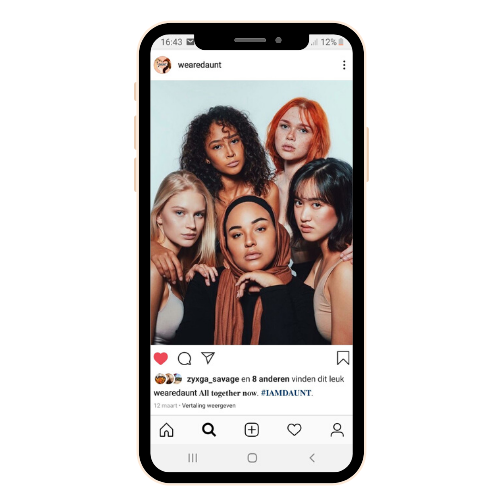 16:43 12%
wearedaunt
zyxga_savage en 8 anderen vinden dit leuk
wearedaunt All together now. #IAMDAUNT.
12 maart • Vertaling weergeven